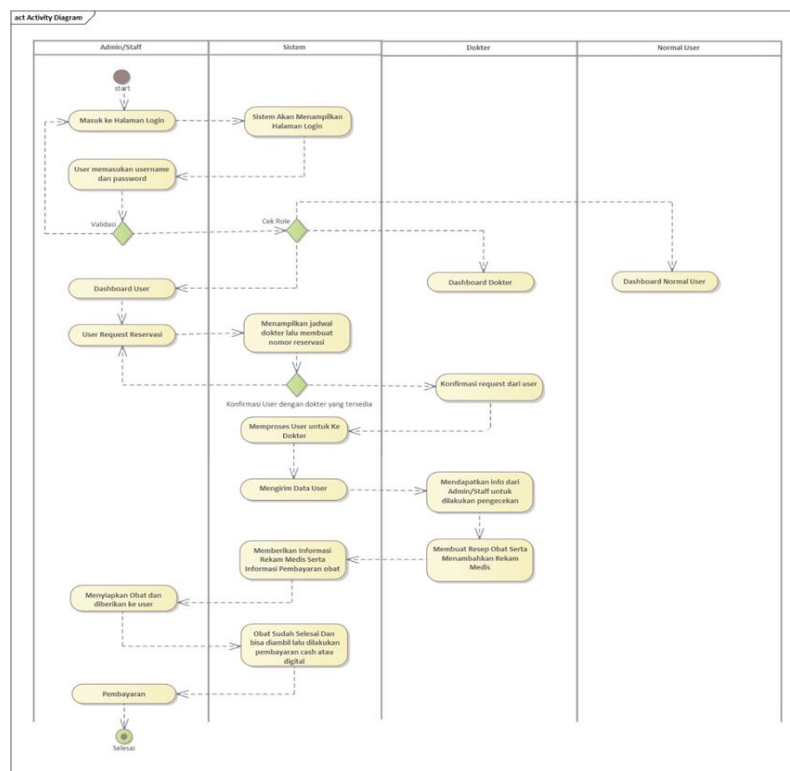 act Activity Diagram
Admin/Staff
Sistem
Dokter
Normal User
start
Masuk ke Halaman Login
Sistem Akan Menampilkan
Halaman Login
User memasukan username
dan password
Validasi
Cek Role
Dashboard User
Dashboard Dokter
Dashboard Normal User
User Request Reservasi
Menampilkan jadwal
dokter lalu membuat
nomor reservasi
Konfirmasi request dari user
Konfirmasi User dengan dokter yang tersedia
Memproses User untuk Ke
Dokter
Mengirim Data User
Mendapatkan info dari
Admin/Staff untuk
dilakukan pengecekan
Memberikan Informasi
Rekam Medis Serta
Informasi Pembayaran obat
Membuat Resep Obat Serta
Menambahkan Rekam
Medis
Menyiapkan Obat dan
diberikan ke user
Obat Sudah Selesai Dan
bisa diambil lalu dilakukan
pembayaran cash atau
digital
Pembayaran
Selesai